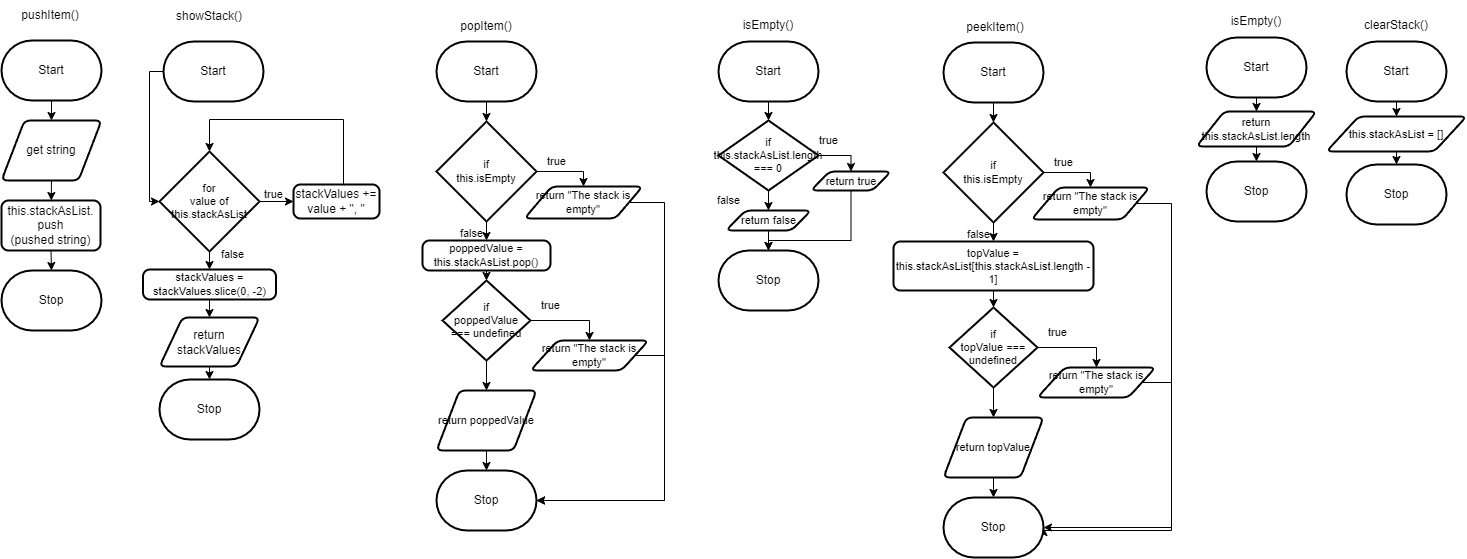 pushItem()
Start
get string
this.stackAsList.
push
(pushed string)
Stop
showStack()
Start
for
value of
this.stackAsList
true
stackValues +=
value + ", "
false
stackValues =
stackValues.slice(0, -2)
return
stackValues
Stop
popItem()
Start
if
this.isEmpty
true
return "The stack is
empty"
false
poppedValue =
this.stackAsList.pop()
if
poppedValue
=== undefined
true
return "The stack is
empty"
return poppedValue
Stop
isEmpty()
Start
if
this.stackAsList.length
=== 0
true
return true
false
return false
Stop
peekItem()
Start
if
this.isEmpty
true
return "The stack is
empty"
false
topValue =
this.stackAsList[this.stackAsList.length -
1]
if
topValue ===
undefined
true
return "The stack is
empty"
return topValue
Stop
isEmpty()
Start
return
this.stackAsList.length
Stop
clearStack()
Start
this.stackAsList = []
Stop